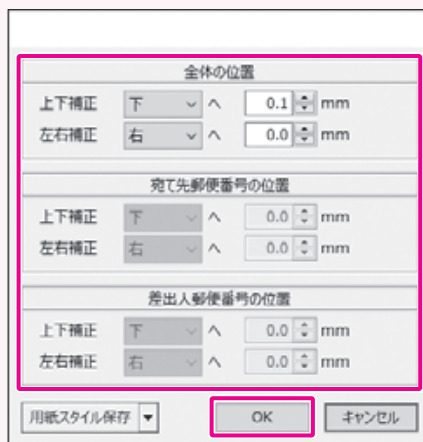 全体の位置
上下補正 下 へ 0.1 mm
左右補正 右 へ 0.0 mm
宛て先郵便番号の位置
上下補正 下 へ 0.0 mm
左右補正 右 へ 0.0 mm
差出人郵便番号の位置
上下補正 下 へ 0.0 mm
左右補正 右 へ 0.0 mm
用紙スタイル保存 OK キャンセル